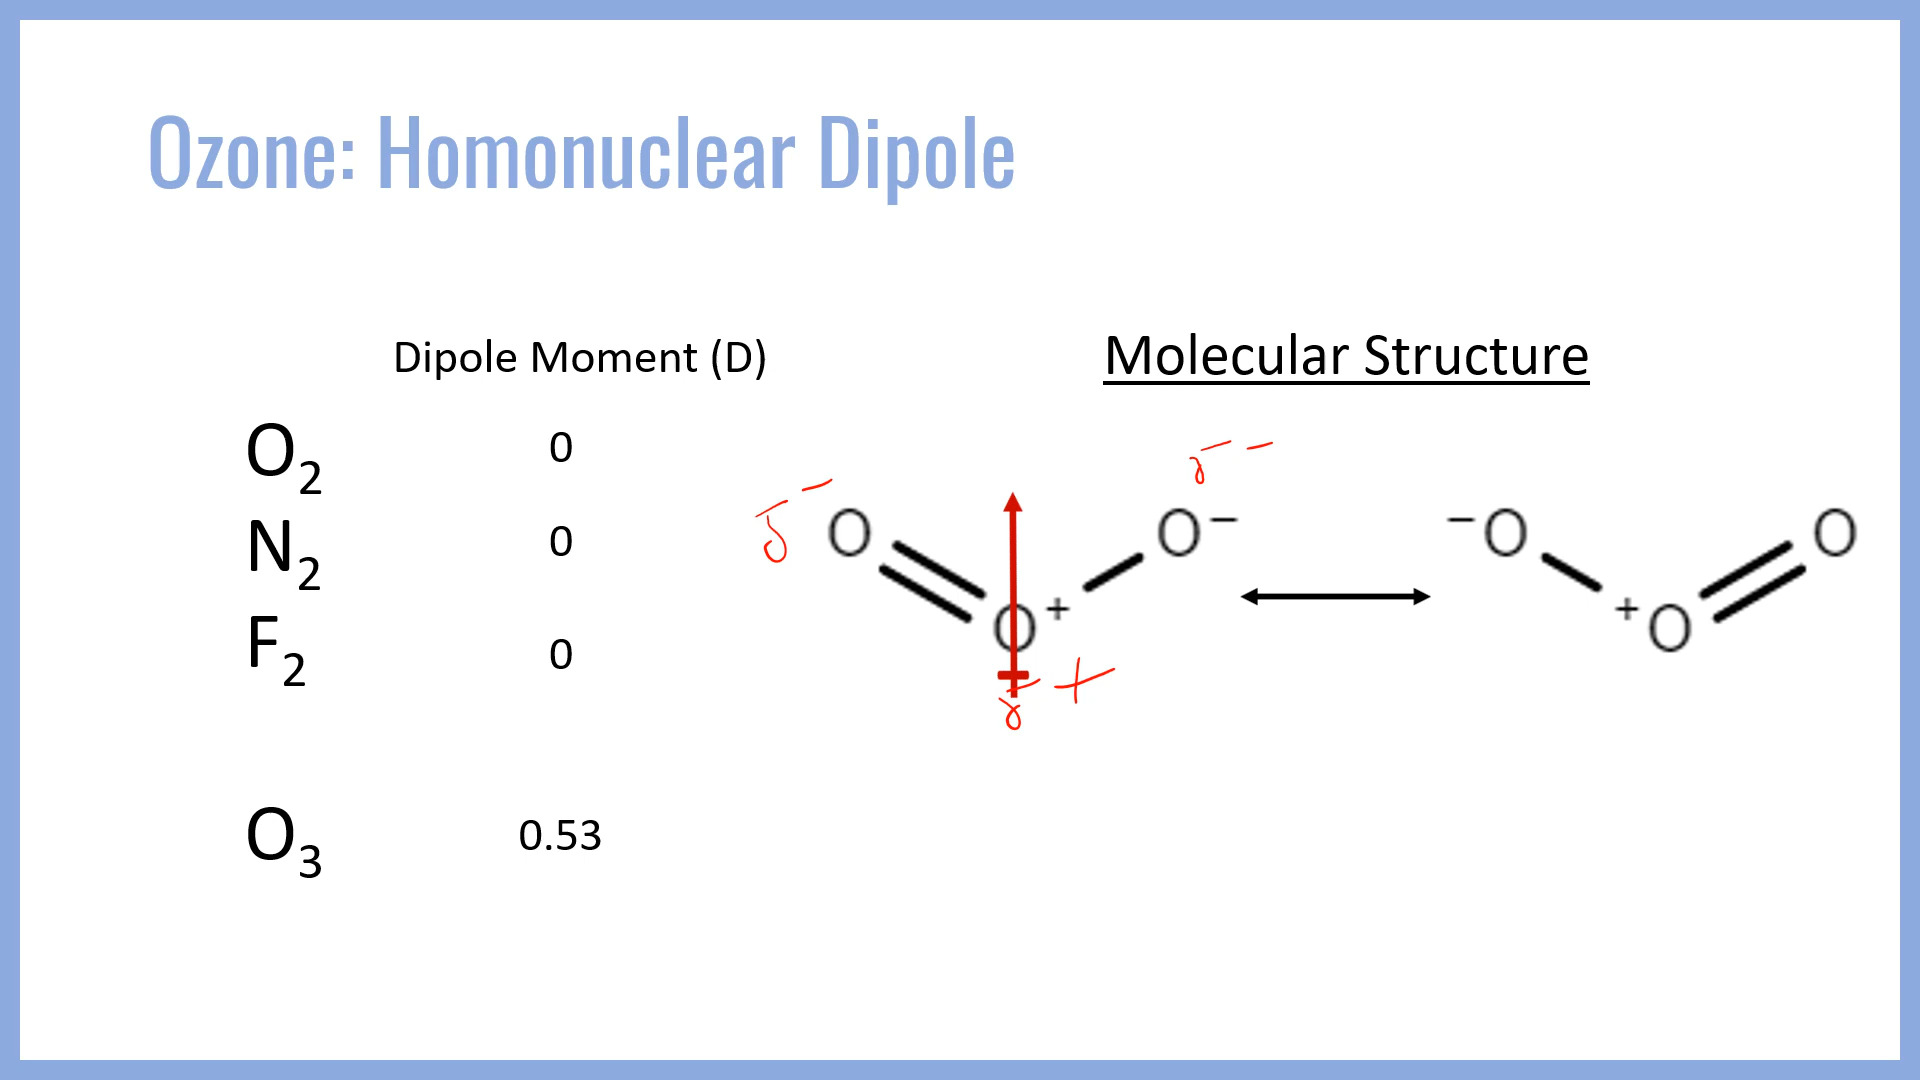 Ozone: Homonuclear Dipole
Dipole Moment (D)
O₂ 0
N₂ 0
F₂ 0
O₃ 0.53
Molecular Structure
δ⁻ O O⁻ δ⁻
O⁺
δ+
⁻O O
⁺O